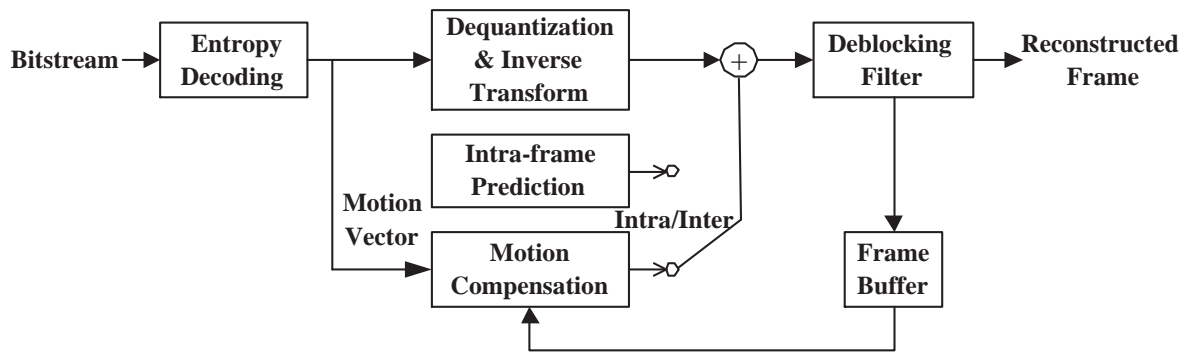 Bitstream
Entropy
Decoding
Dequantization
& Inverse
Transform
+
Deblocking
Filter
Reconstructed
Frame
Intra-frame
Prediction
Motion
Vector
Intra/Inter
Motion
Compensation
Frame
Buffer